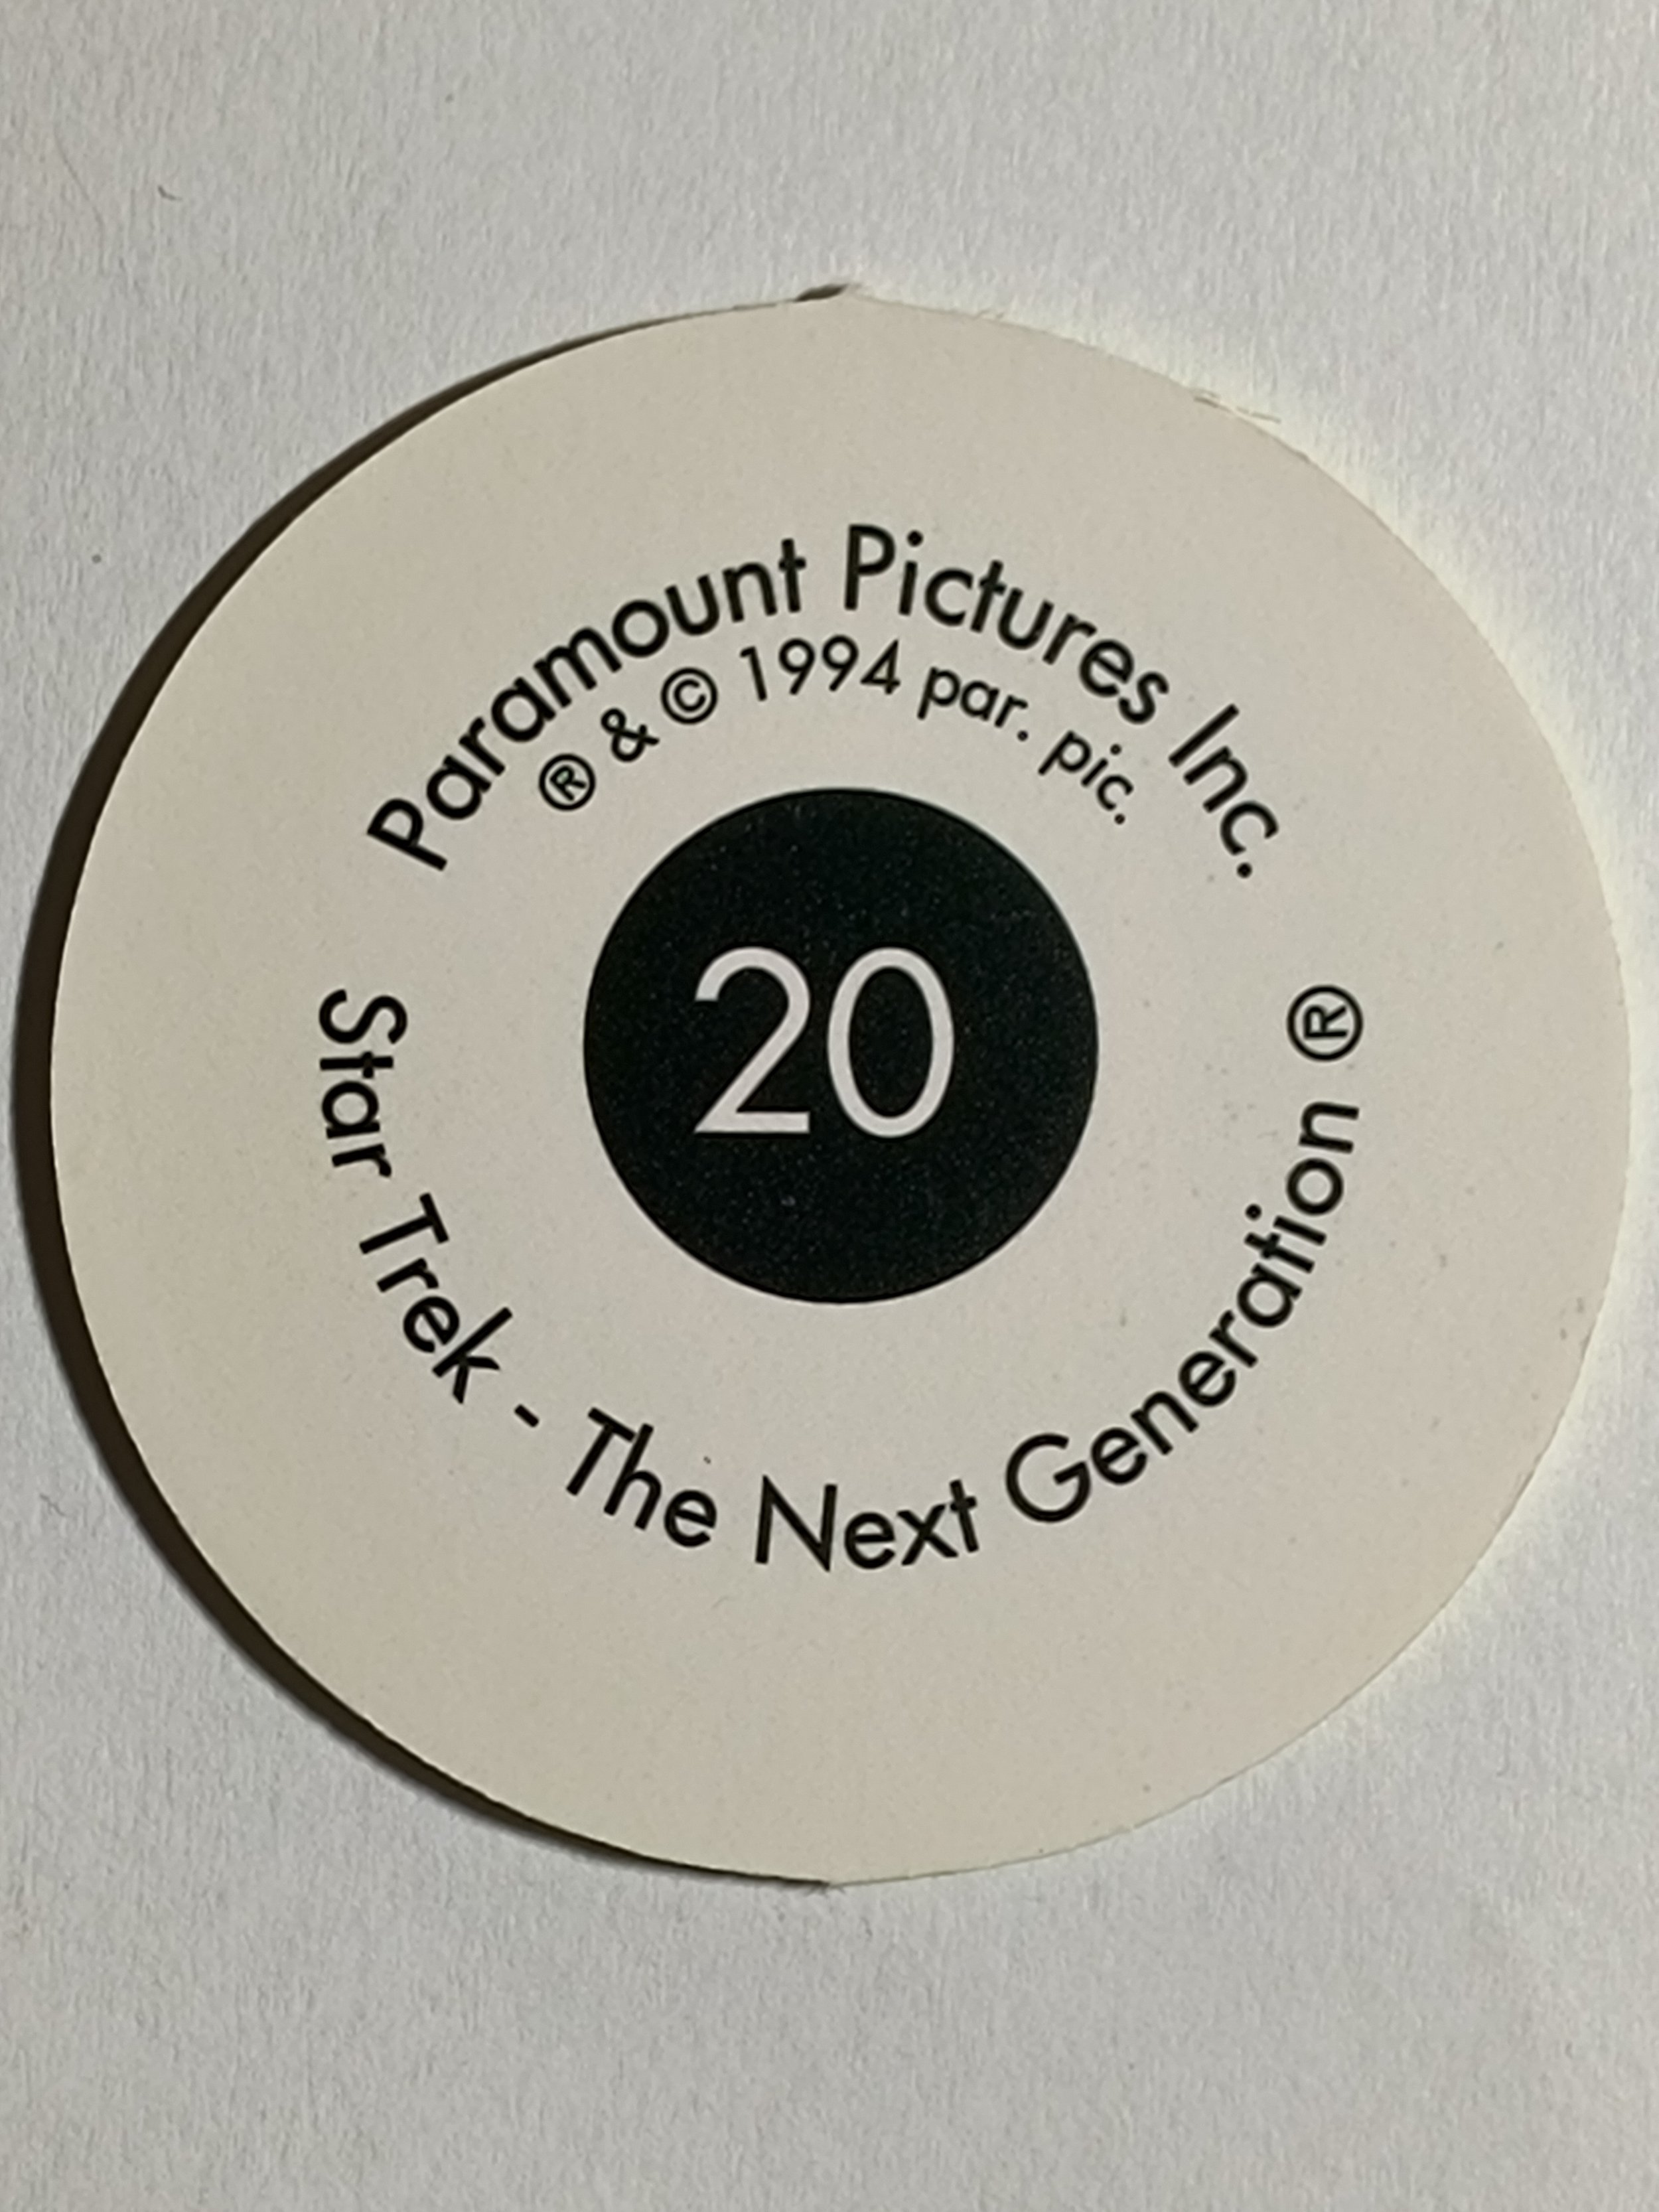 Paramount Pictures Inc.
® & © 1994 par. pic.
20
Star Trek - The Next Generation ®